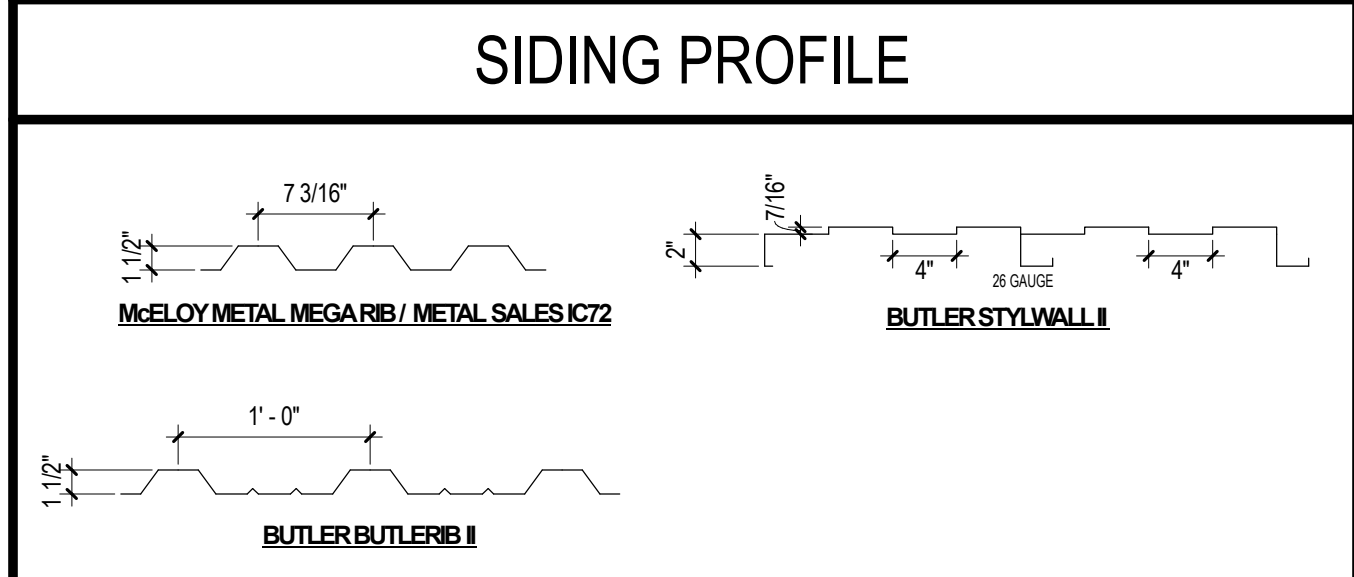 SIDING PROFILE
7 3/16"
1 1/2"
McELOY METAL MEGA RIB / METAL SALES IC72
7/16"
2"
4"
26 GAUGE
4"
BUTLER STYLWALL II
1' - 0"
1 1/2"
BUTLER BUTLERIB II